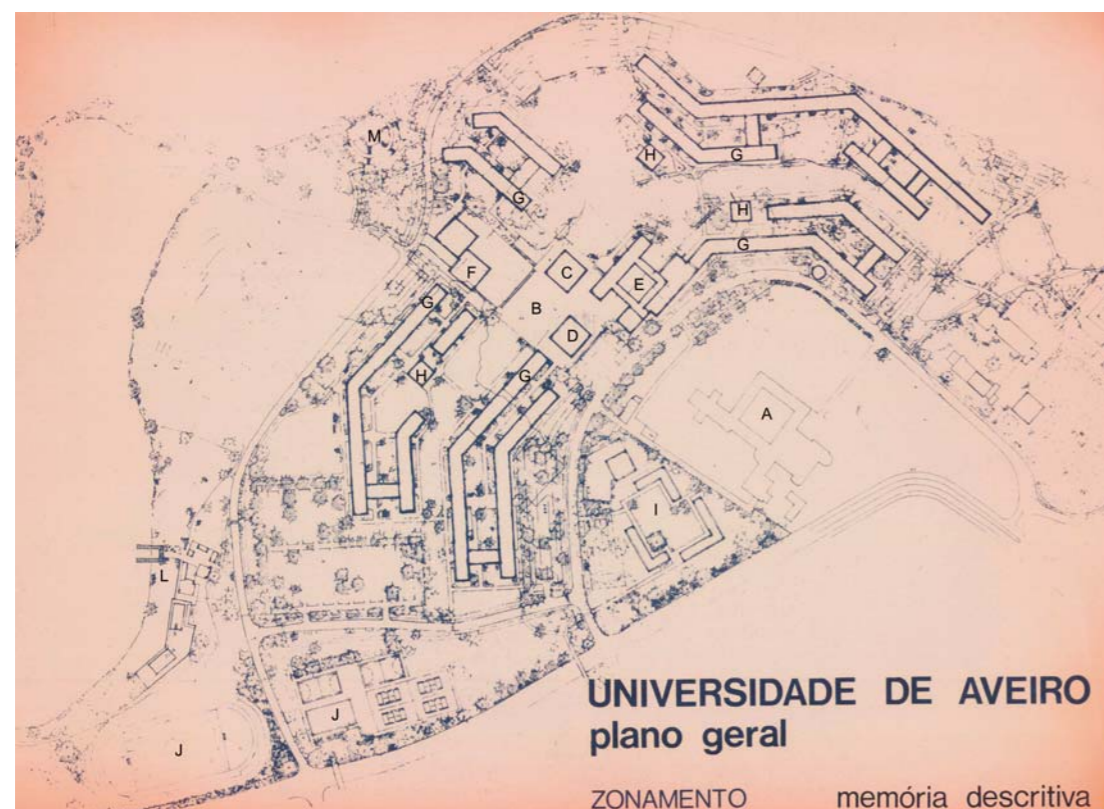 M
H
G
G
H
G
C
F
E
G
B
D
H
G
A
I
L
J
J
UNIVERSIDADE DE AVEIRO
plano geral
ZONAMENTO memória descritiva